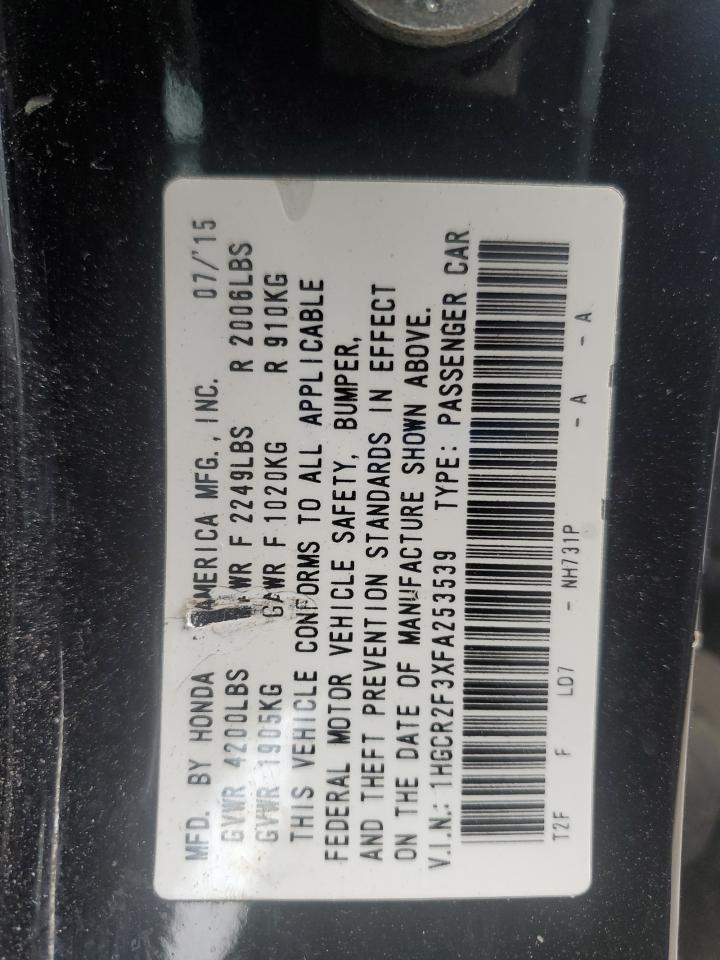 MFD. BY HONDA AMERICA MFG., INC. 07/'15
GVWR 4200LBS GAWR F 2249LBS R 2006LBS
GVWR 1905KG GAWR F 1020KG R 910KG
THIS VEHICLE CONFORMS TO ALL APPLICABLE
FEDERAL MOTOR VEHICLE SAFETY, BUMPER,
AND THEFT PREVENTION STANDARDS IN EFFECT
ON THE DATE OF MANUFACTURE SHOWN ABOVE.
V.I.N.: 1HGCR2F3XFA253539 TYPE: PASSENGER CAR
T2F F LD7 - NH731P - A - A